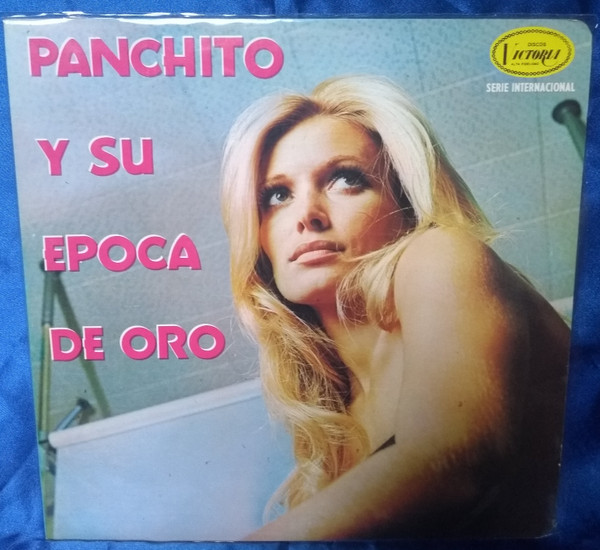 PANCHITO
Y SU
EPOCA
DE ORO
DISCOS
VICTORIA
SERIE INTERNACIONAL